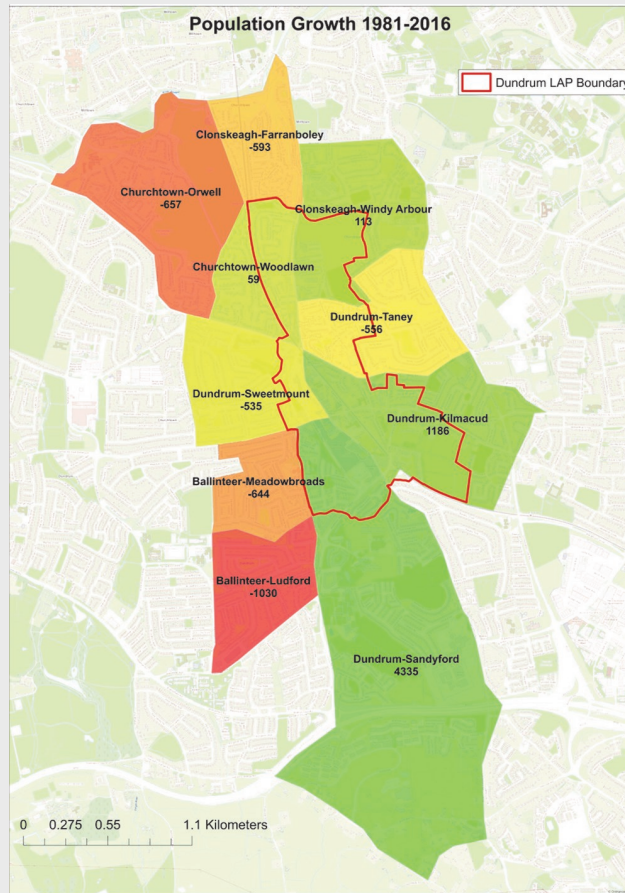 Population Growth 1981-2016
Dundrum LAP Boundary
Clonskeagh-Farranboley
-593
Churchtown-Orwell
-657
Clonskeagh-Windy Arbour
113
Churchtown-Woodlawn
59
Dundrum-Taney
-556
Dundrum-Sweetmount
-535
Dundrum-Kilmacud
1186
Ballinteer-Meadowbroads
-644
Ballinteer-Ludford
-1030
Dundrum-Sandyford
4335
0 0.275 0.55 1.1 Kilometers